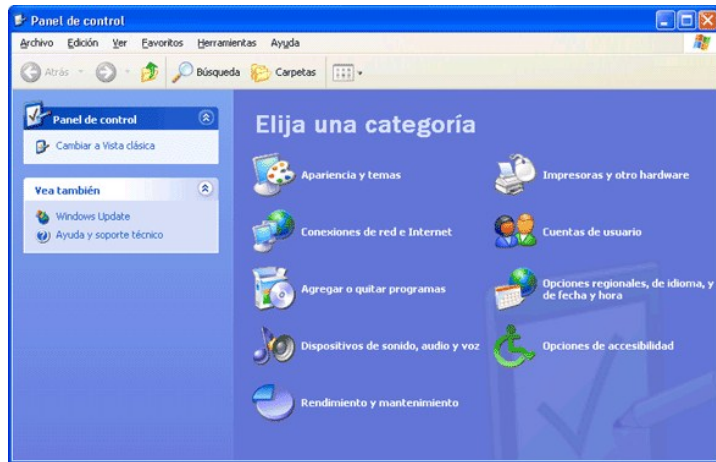 Panel de control
Archivo Edición Ver Favoritos Herramientas Ayuda
Atrás Búsqueda Carpetas
Panel de control
Cambiar a Vista clásica
Vea también
Windows Update
Ayuda y soporte técnico
Elija una categoría
Apariencia y temas
Impresoras y otro hardware
Conexiones de red e Internet
Cuentas de usuario
Agregar o quitar programas
Opciones regionales, de idioma, y
de fecha y hora
Dispositivos de sonido, audio y voz
Opciones de accesibilidad
Rendimiento y mantenimiento